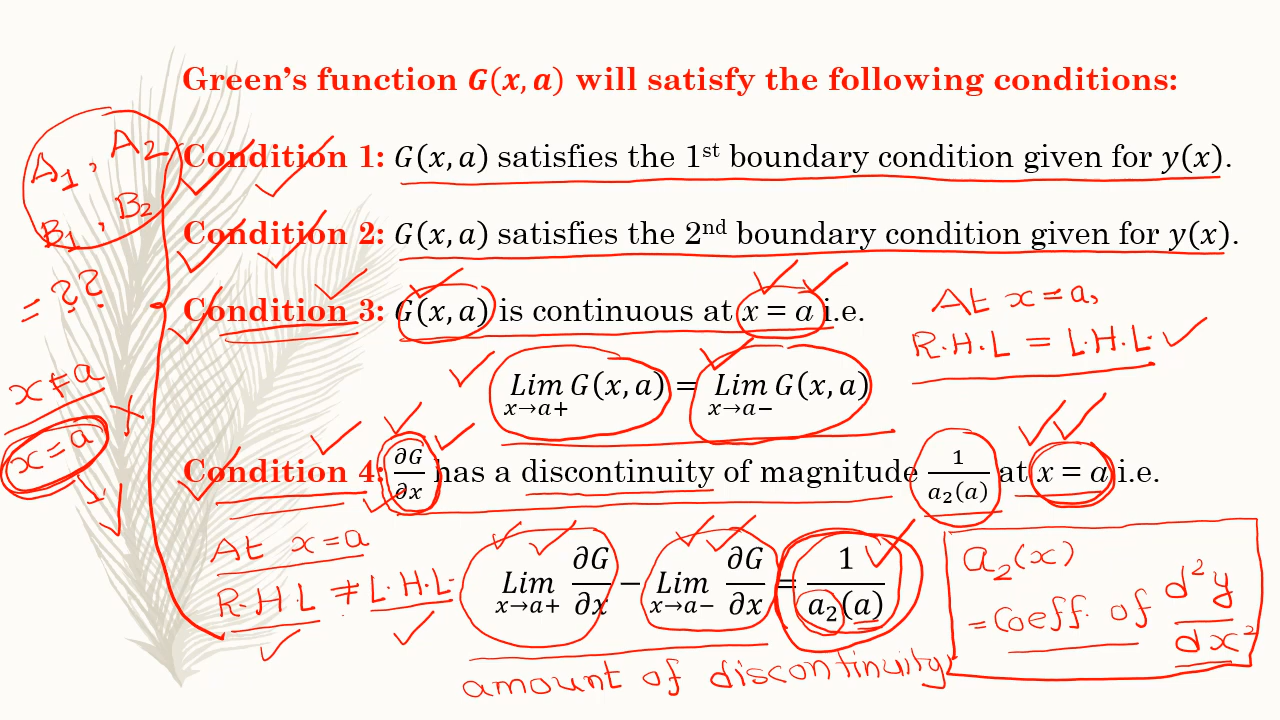 Green's function G(x, a) will satisfy the following conditions:
A₁, A₂
B₁, B₂
= ??
x ≠ a
x = a
Condition 1: G(x, a) satisfies the 1st boundary condition given for y(x).
Condition 2: G(x, a) satisfies the 2nd boundary condition given for y(x).
Condition 3: G(x, a) is continuous at x = a i.e.
At x = a,
R.H.L = L.H.L.
Lim x→a+ G(x, a) = Lim x→a− G(x, a)
Condition 4: ∂G/∂x has a discontinuity of magnitude 1/a₂(a) at x = a i.e.
At x = a
R.H.L ≠ L.H.L.
Lim x→a+ ∂G/∂x − Lim x→a− ∂G/∂x = 1/a₂(a)
amount of discontinuity
a₂(x)
= Coeff. of d²y/dx²